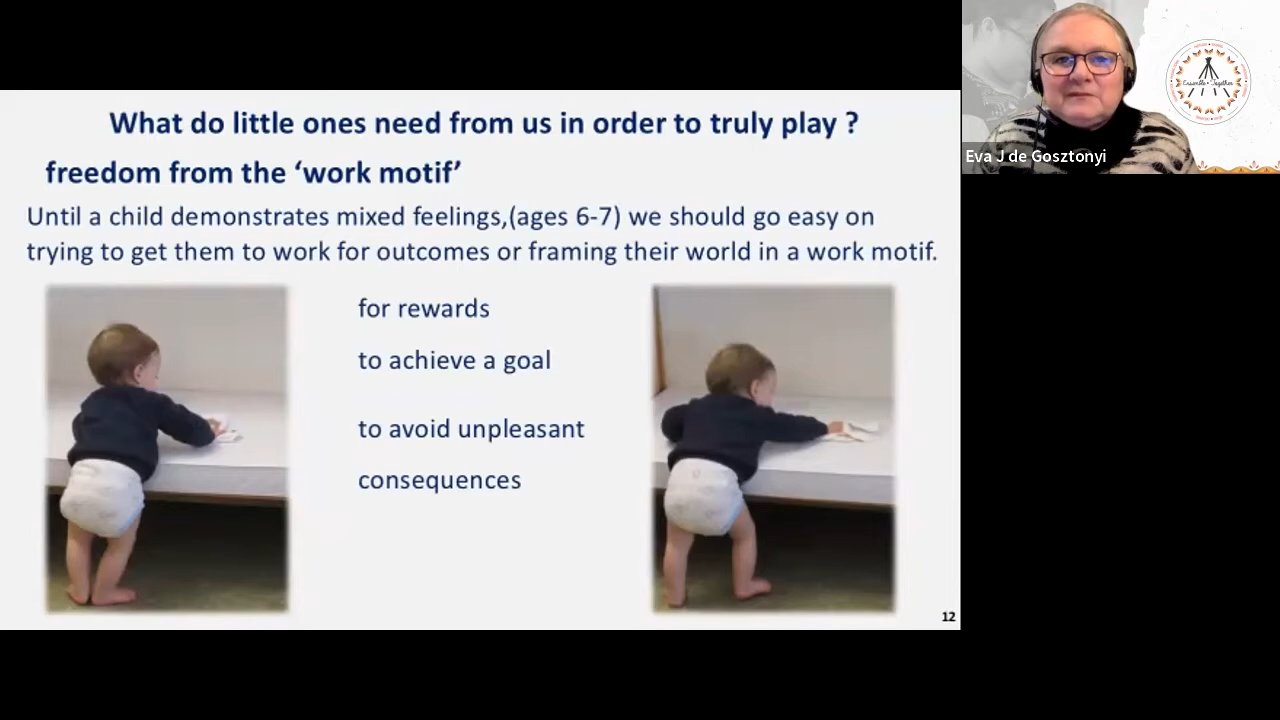 What do little ones need from us in order to truly play ?
freedom from the ‘work motif’
Until a child demonstrates mixed feelings,(ages 6-7) we should go easy on
trying to get them to work for outcomes or framing their world in a work motif.
for rewards
to achieve a goal
to avoid unpleasant
consequences
12
Eva J de Gosztonyi
Ensemble • Together